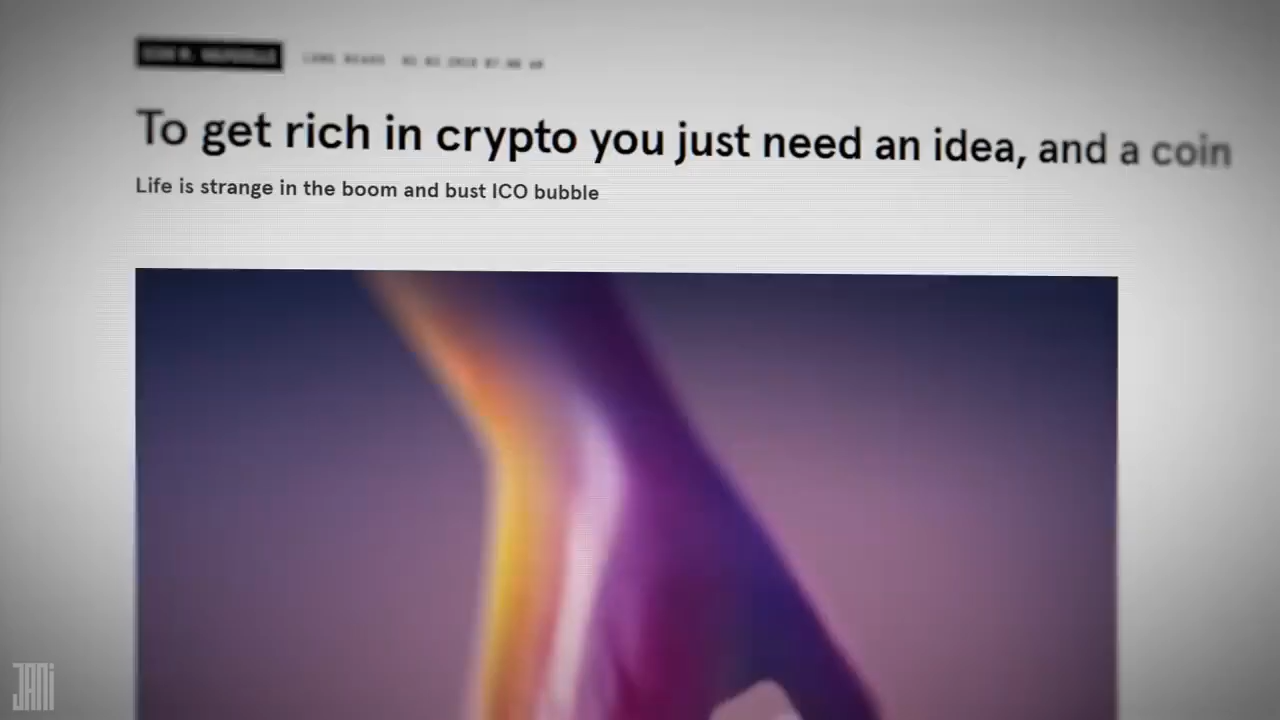 To get rich in crypto you just need an idea, and a coin
Life is strange in the boom and bust ICO bubble
JANi